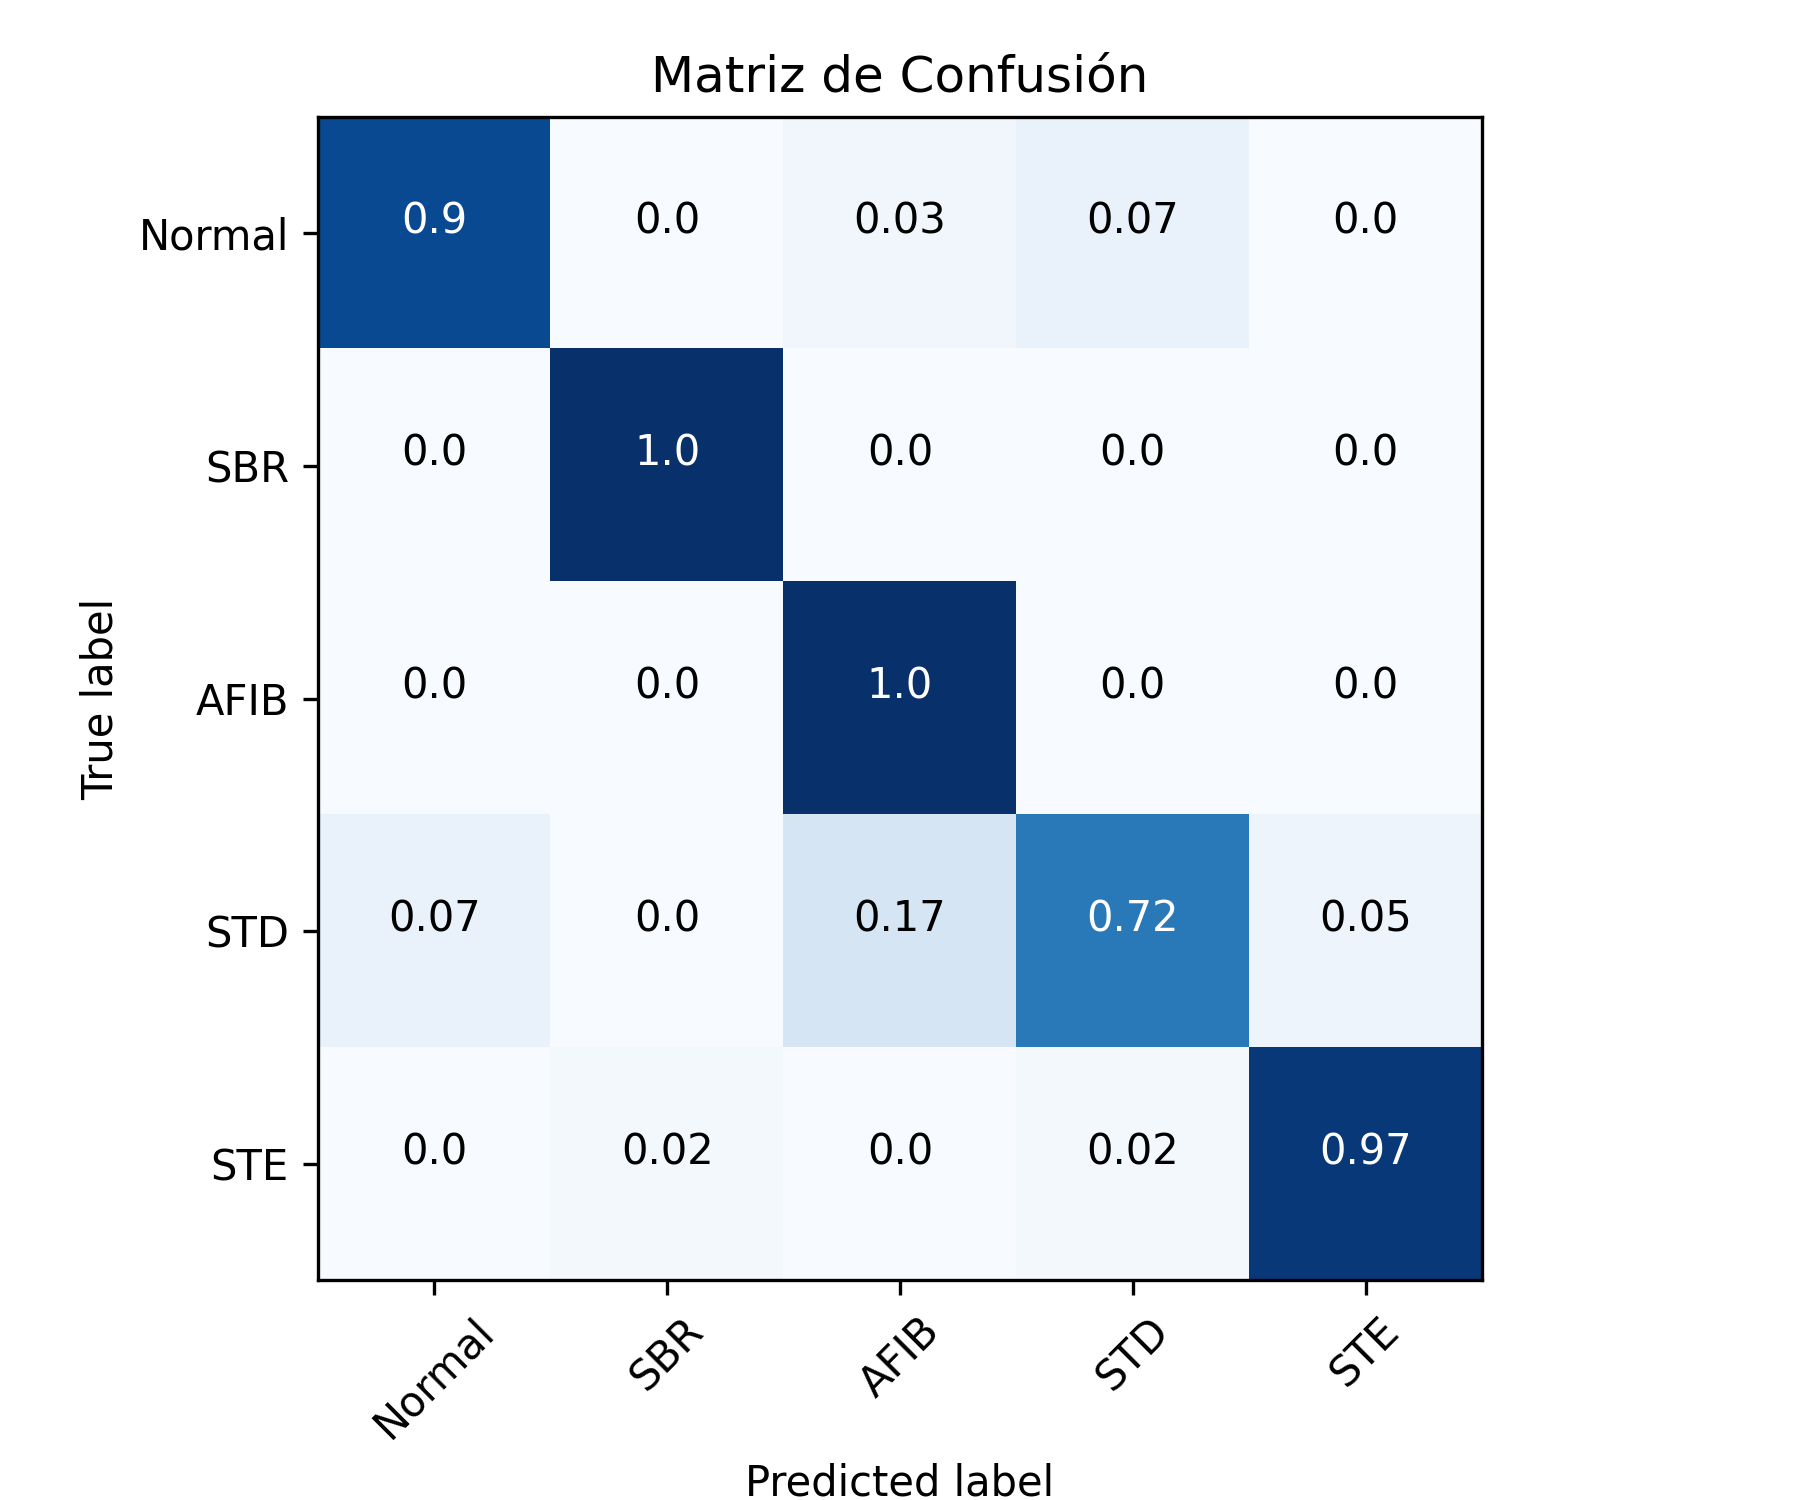 Matriz de Confusión
Normal 0.9 0.0 0.03 0.07 0.0
SBR 0.0 1.0 0.0 0.0 0.0
AFIB 0.0 0.0 1.0 0.0 0.0
STD 0.07 0.0 0.17 0.72 0.05
STE 0.0 0.02 0.0 0.02 0.97
True label
Normal SBR AFIB STD STE
Predicted label